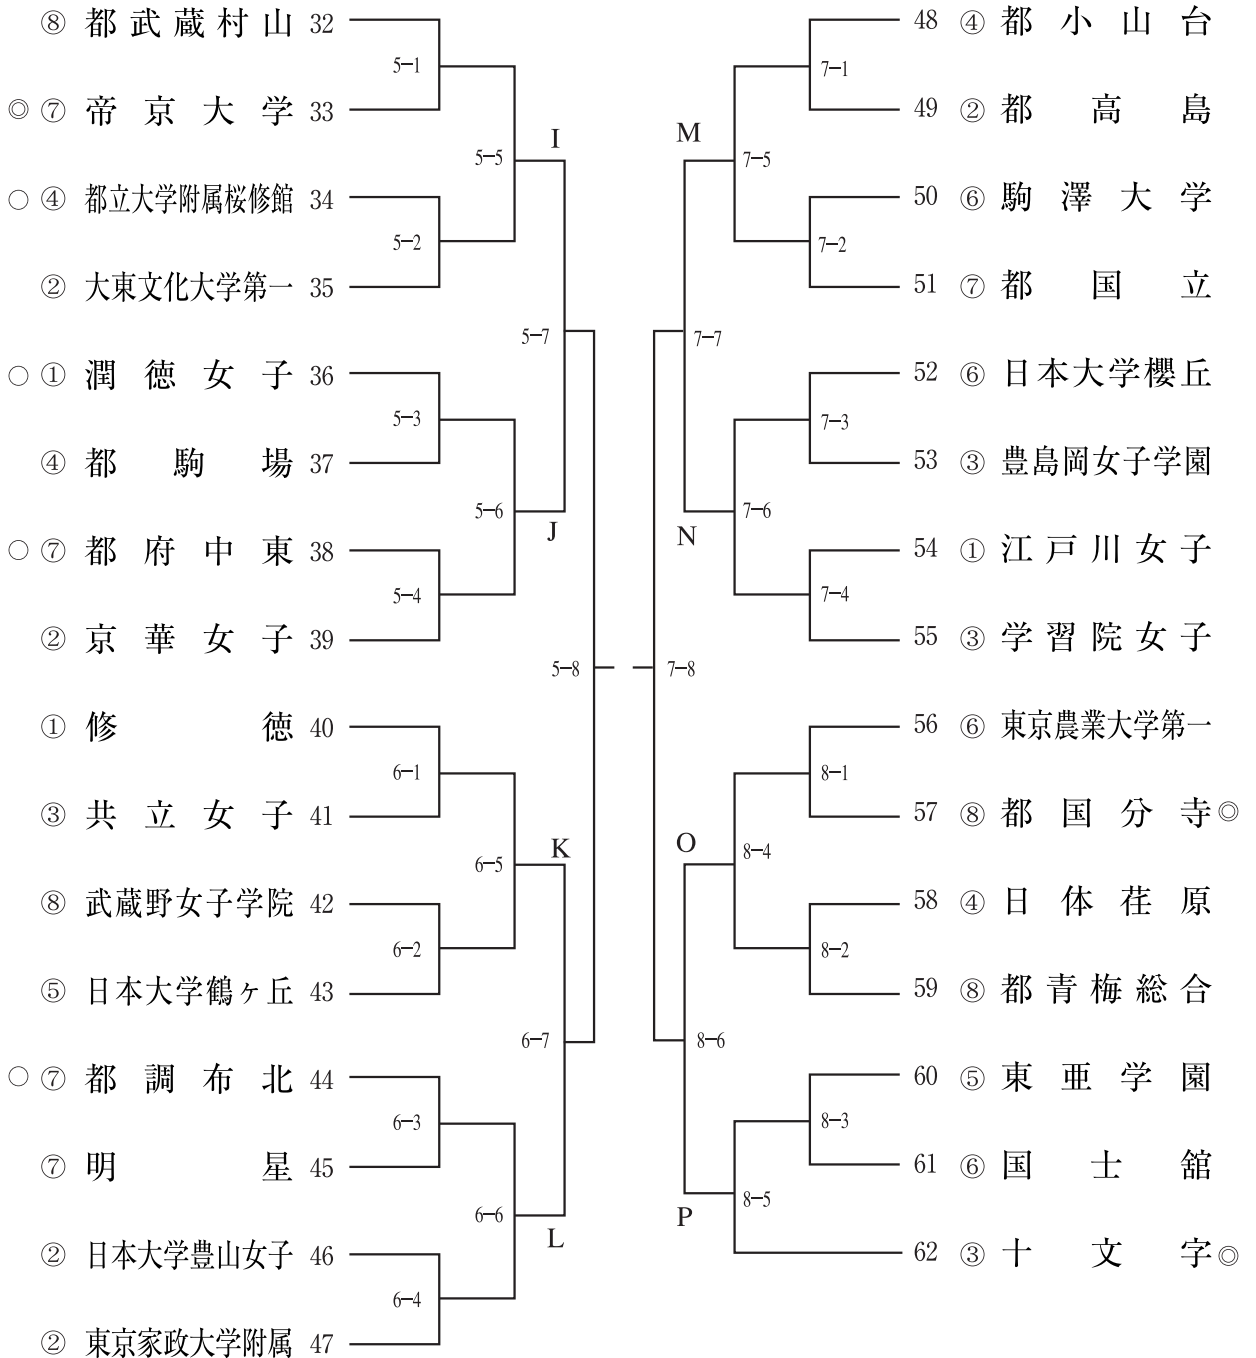 ⑧ 都武蔵村山 32
5-1
◎ ⑦ 帝京大学 33
I
5-5
○ ④ 都立大学附属桜修館 34
5-2
② 大東文化大学第一 35
5-7
○ ① 潤徳女子 36
5-3
④ 都駒場 37
5-6
J
○ ⑦ 都府中東 38
5-4
② 京華女子 39
5-8
① 修徳 40
6-1
③ 共立女子 41
K
6-5
⑧ 武蔵野女子学院 42
6-2
⑤ 日本大学鶴ヶ丘 43
6-7
○ ⑦ 都調布北 44
6-3
⑦ 明星 45
6-6
L
② 日本大学豊山女子 46
6-4
② 東京家政大学附属 47
48 ④ 都小山台
7-1
49 ② 都高島
M
7-5
50 ⑥ 駒澤大学
7-2
51 ⑦ 都国立
7-7
52 ⑥ 日本大学櫻丘
7-3
53 ③ 豊島岡女子学園
7-6
N
54 ① 江戸川女子
7-4
55 ③ 学習院女子
7-8
56 ⑥ 東京農業大学第一
8-1
57 ⑧ 都国分寺 ◎
O
8-4
58 ④ 日体荏原
8-2
59 ⑧ 都青梅総合
8-6
60 ⑤ 東亜学園
8-3
61 ⑥ 国士舘
8-5
P
62 ③ 十文字 ◎